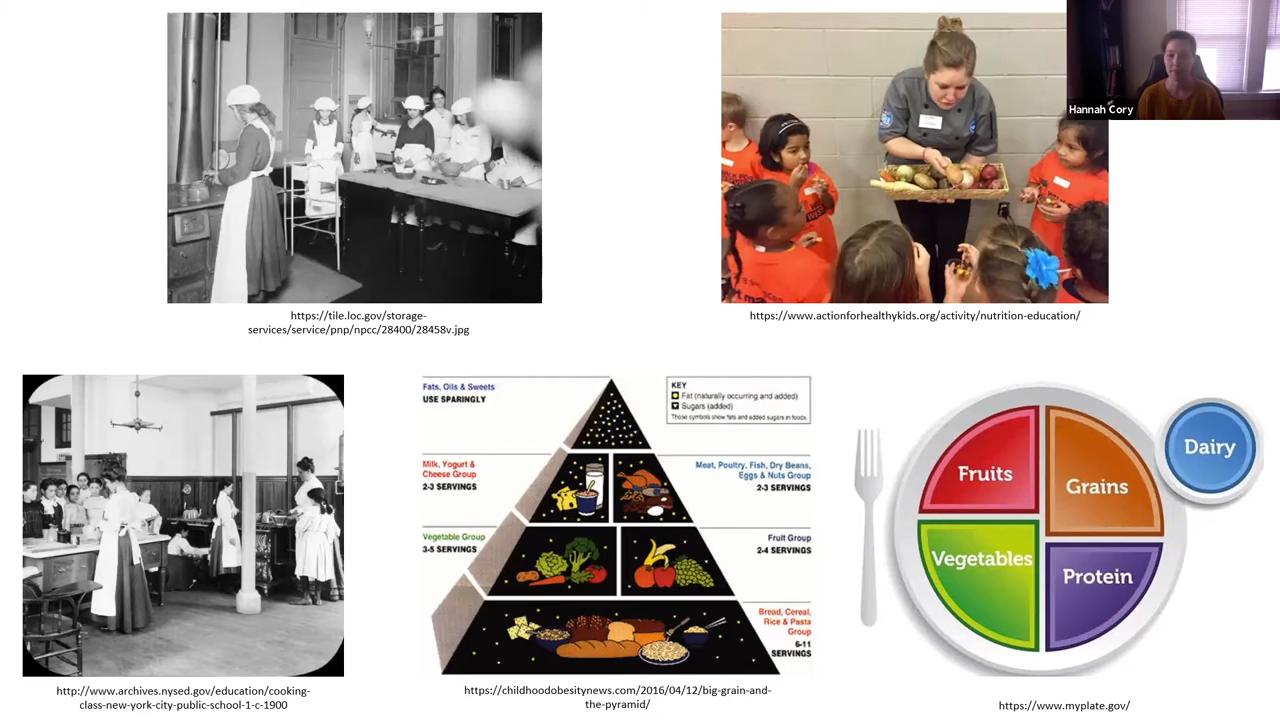 Hannah Cory
https://tile.loc.gov/storage-
services/service/pnp/npcc/28400/28458v.jpg
https://www.actionforhealthykids.org/activity/nutrition-education/
Fats, Oils & Sweets
USE SPARINGLY
KEY
Fat (naturally occurring and added)
Sugars (added)
These symbols show fats and added sugars in foods.
Milk, Yogurt &
Cheese Group
2-3 SERVINGS
Meat, Poultry, Fish, Dry Beans,
Eggs & Nuts Group
2-3 SERVINGS
Vegetable Group
3-5 SERVINGS
Fruit Group
2-4 SERVINGS
Bread, Cereal,
Rice & Pasta
Group
6-11
SERVINGS
Fruits
Grains
Dairy
Vegetables
Protein
http://www.archives.nysed.gov/education/cooking-
class-new-york-city-public-school-1-c-1900
https://childhoodobesitynews.com/2016/04/12/big-grain-and-
the-pyramid/
https://www.myplate.gov/